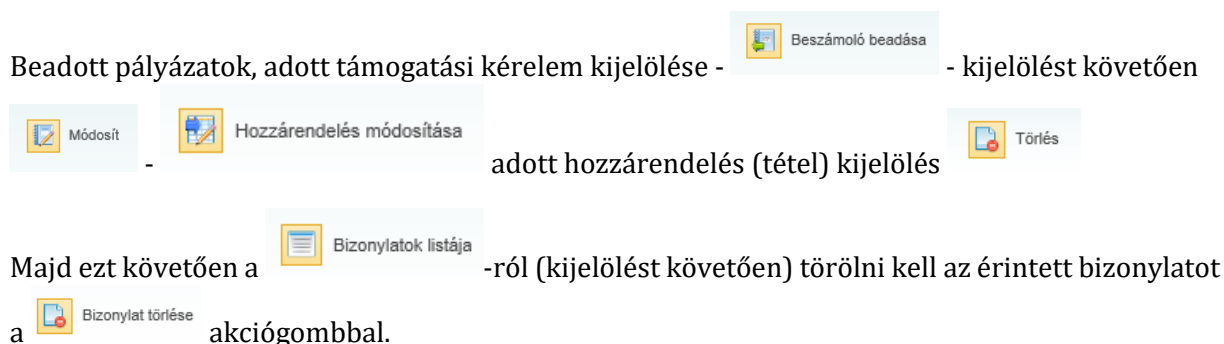 Beadott pályázatok, adott támogatási kérelem kijelölése - Beszámoló beadása - kijelölést követően
Módosít - Hozzárendelés módosítása adott hozzárendelés (tétel) kijelölés Törlés
Majd ezt követően a Bizonylatok listája -ról (kijelölést követően) törölni kell az érintett bizonylatot
a Bizonylat törlése akciógombbal.